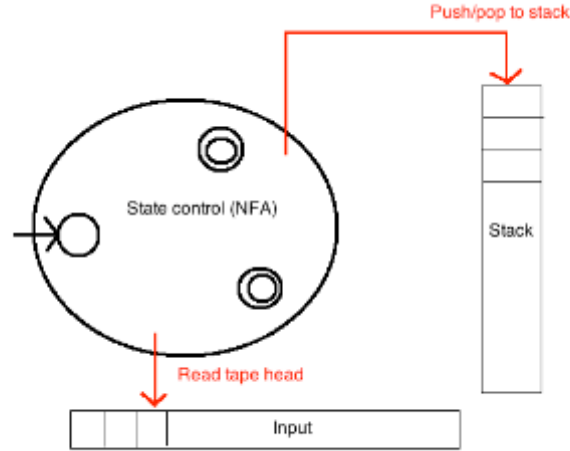 Push/pop to stack
State control (NFA)
Stack
Read tape head
Input